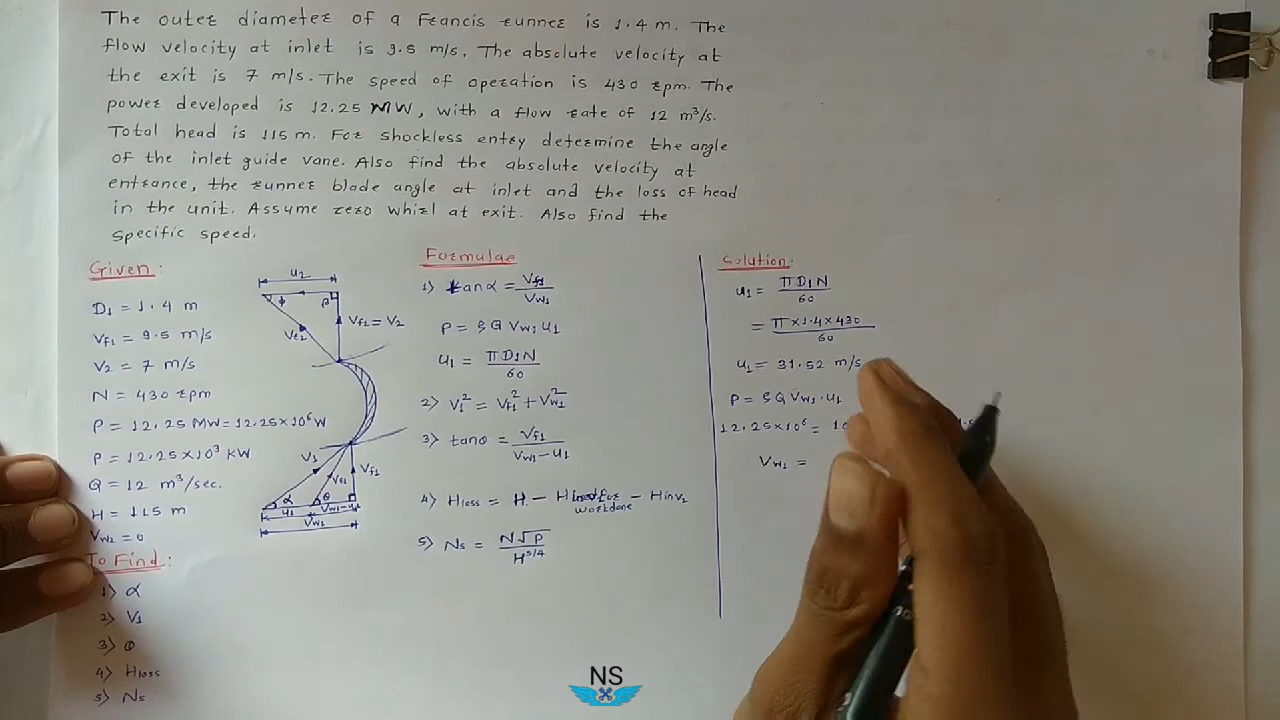 The outer diameter of a Francis runner is 1.4 m. The
flow velocity at inlet is 9.5 m/s. The absolute velocity at
the exit is 7 m/s. The speed of operation is 430 rpm. The
power developed is 12.25 MW, with a flow rate of 12 m³/s.
Total head is 115 m. For shockless entry determine the angle
of the inlet guide vane. Also find the absolute velocity at
entrance, the runner blade angle at inlet and the loss of head
in the unit. Assume zero whirl at exit. Also find the
specific speed.
Given:
D₁ = 1.4 m
Vf₁ = 9.5 m/s
V₂ = 7 m/s
N = 430 rpm
P = 12.25 MW = 12.25×10⁶ W
P = 12.25×10³ KW
Q = 12 m³/sec.
H = 115 m
Vw₂ = 0
To Find:
1) α
2) V₁
3) θ
4) Hloss
5) Ns
u₂
φ
β
Vr₂
Vf₂ = V₂
V₁
Vr₁
Vf₁
α
θ
u₁
Vw₁-u₁
Vw₁
Formulae
1) tanα = Vf₁/Vw₁
P = ρ Q Vw₁ u₁
u₁ = πD₁N/60
2) V₁² = Vf₁² + Vw₁²
3) tanθ = Vf₁/(Vw₁-u₁)
4) Hloss = H - H for workdone - Hinv₂
5) Ns = N√P/H^5/4
Solution:
u₁ = πD₁N/60
= π×1.4×430/60
u₁ = 31.52 m/s
P = ρ Q Vw₁. u₁
12.25×10⁶ =
Vw₁ =
NS